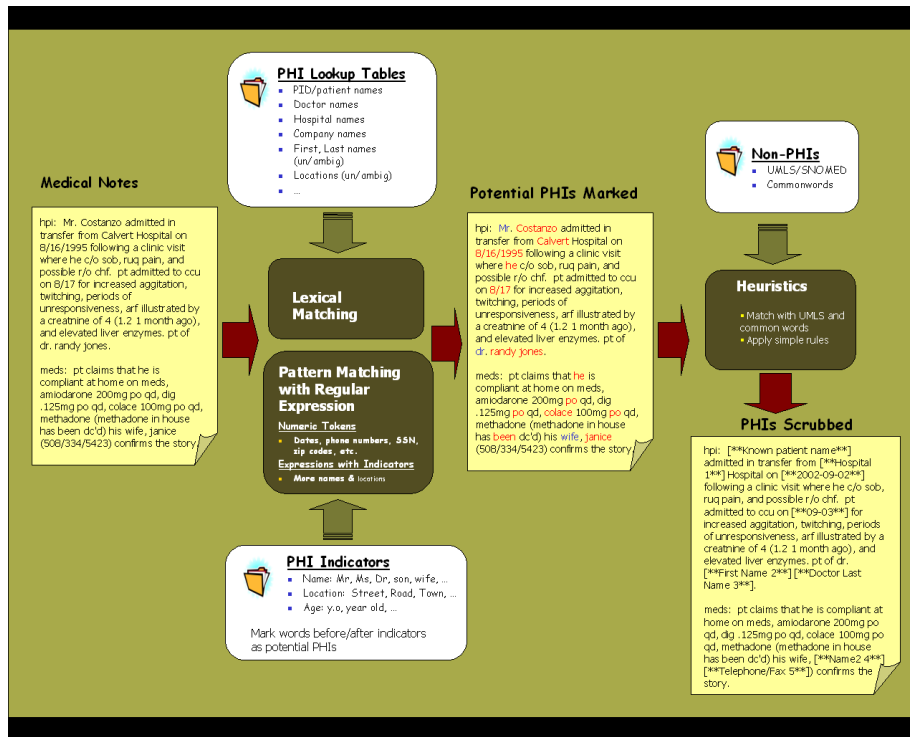 PHI Lookup Tables
PID/patient names
Doctor names
Hospital names
Company names
First, Last names
(un/ambig)
Locations (un/ambig)
...
Medical Notes
hpi: Mr. Costanzo admitted in
transfer from Calvert Hospital on
8/16/1995 following a clinic visit
where he c/o sob, ruq pain, and
possible r/o chf. pt admitted to ccu
on 8/17 for increased aggitation,
twitching, periods of
unresponsiveness, arf illustrated by
a creatnine of 4 (1.2 1 month ago),
and elevated liver enzymes. pt of
dr. randy jones.
meds: pt claims that he is
compliant at home on meds,
amiodarone 200mg po qd, dig
.125mg po qd, colace 100mg po qd,
methadone (methadone in house
has been dc'd) his wife, janice
(508/334/5423) confirms the story.
Lexical
Matching
Pattern Matching
with Regular
Expression
Numeric Tokens
Dates, phone numbers, SSN,
zip codes, etc.
Expressions with Indicators
More names & locations
PHI Indicators
Name: Mr, Ms, Dr, son, wife, ...
Location: Street, Road, Town, ...
Age: y.o, year old, ...
Mark words before/after indicators
as potential PHIs
Potential PHIs Marked
hpi: Mr. Costanzo admitted in
transfer from Calvert Hospital on
8/16/1995 following a clinic visit
where he c/o sob, ruq pain, and
possible r/o chf. pt admitted to ccu
on 8/17 for increased aggitation,
twitching, periods of
unresponsiveness, arf illustrated by
a creatnine of 4 (1.2 1 month ago),
and elevated liver enzymes. pt of
dr. randy jones.
meds: pt claims that he is
compliant at home on meds,
amiodarone 200mg po qd, dig
.125mg po qd, colace 100mg po qd,
methadone (methadone in house
has been dc'd) his wife, janice
(508/334/5423) confirms the story.
Non-PHIs
UMLS/SNOMED
Commonwords
Heuristics
Match with UMLS and
common words
Apply simple rules
PHIs Scrubbed
hpi: [**Known patient name**]
admitted in transfer from [**Hospital
1**] Hospital on [**2002-09-02**]
following a clinic visit where he c/o sob,
ruq pain, and possible r/o chf. pt
admitted to ccu on [**09-03**] for
increased agitation, twitching, periods
of unresponsiveness, arf illustrated by a
creatnine of 4 (1.2 1 month ago), and
elevated liver enzymes. pt of dr.
[**First Name 2**] [**Doctor Last
Name 3**].
meds: pt claims that he is compliant at
home on meds, amiodarone 200mg po
qd, dig .125mg po qd, colace 100mg po
qd, methadone (methadone in house
has been dc'd) his wife, [**Name2 4**]
[**Telephone/Fax 5**]) confirms the
story.